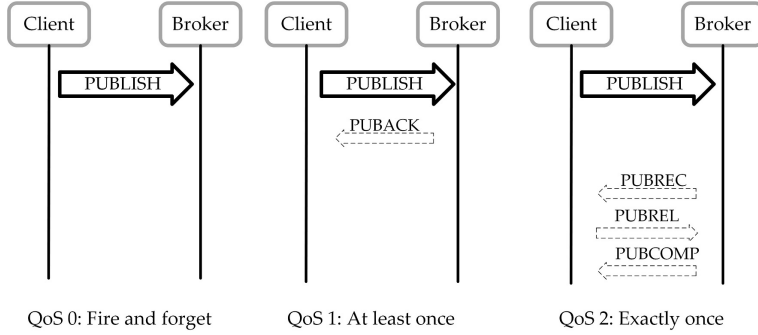 Client Broker Client Broker Client Broker
PUBLISH PUBLISH PUBLISH
PUBACK
PUBREC
PUBREL
PUBCOMP
QoS 0: Fire and forget QoS 1: At least once QoS 2: Exactly once